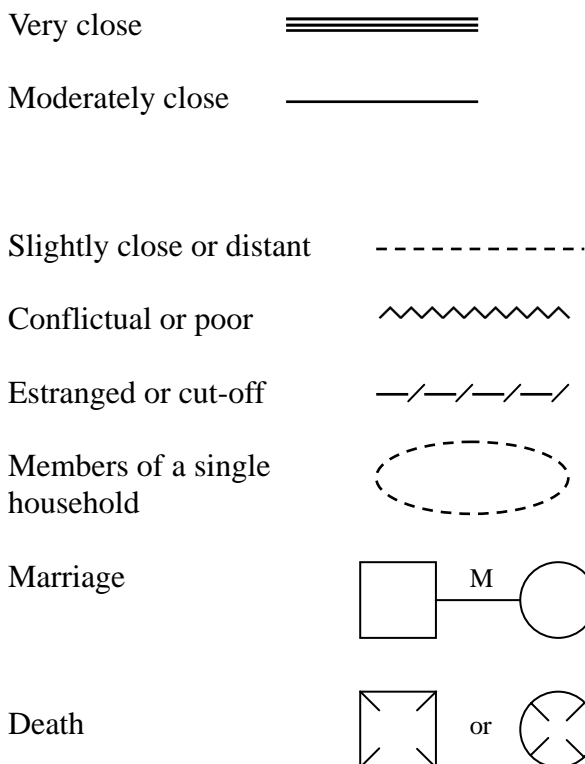 Very close
Moderately close
Slightly close or distant
Conflictual or poor
Estranged or cut-off
Members of a single
household
Marriage
M
Death
or